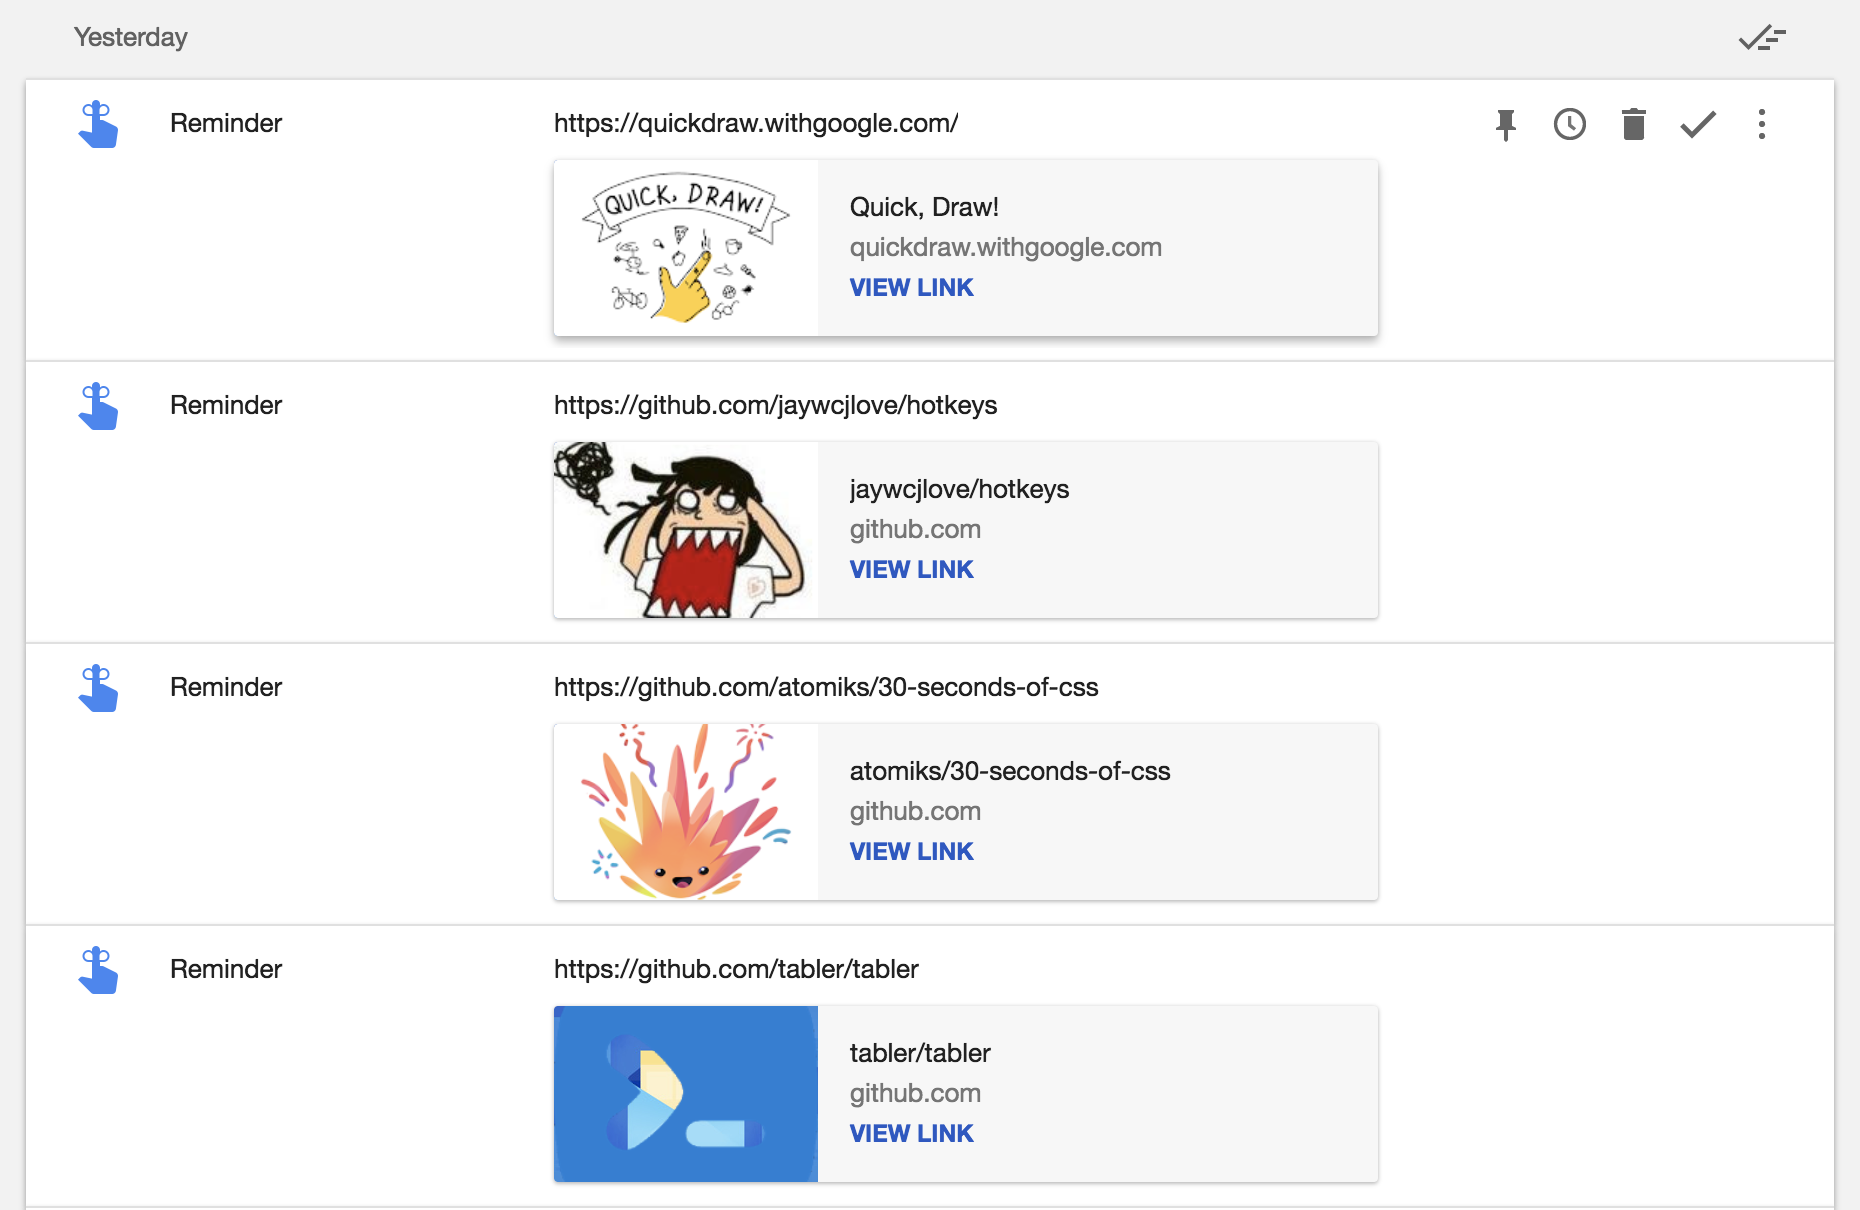 Yesterday
Reminder
https://quickdraw.withgoogle.com/
QUICK, DRAW!
Quick, Draw!
quickdraw.withgoogle.com
VIEW LINK
Reminder
https://github.com/jaywcjlove/hotkeys
jaywcjlove/hotkeys
github.com
VIEW LINK
Reminder
https://github.com/atomiks/30-seconds-of-css
atomiks/30-seconds-of-css
github.com
VIEW LINK
Reminder
https://github.com/tabler/tabler
tabler/tabler
github.com
VIEW LINK